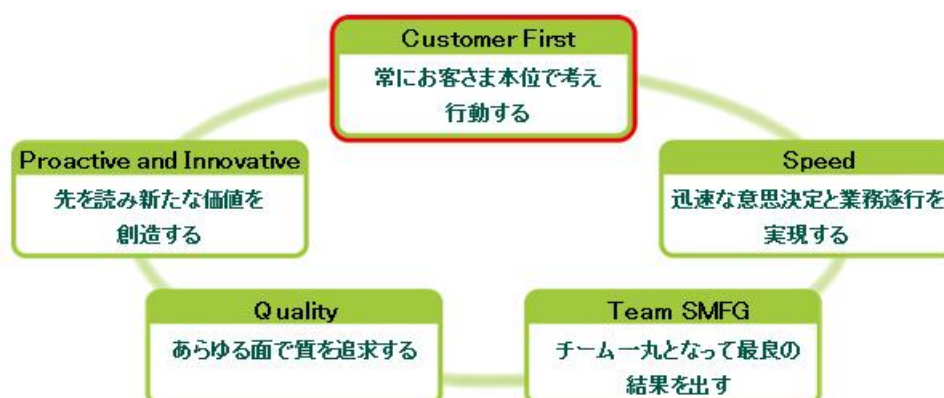 Customer First
常にお客さま本位で考え
行動する
Proactive and Innovative
先を読み新たな価値を
創造する
Speed
迅速な意思決定と業務遂行を
実現する
Quality
あらゆる面で質を追求する
Team SMFG
チーム一丸となって最良の
結果を出す